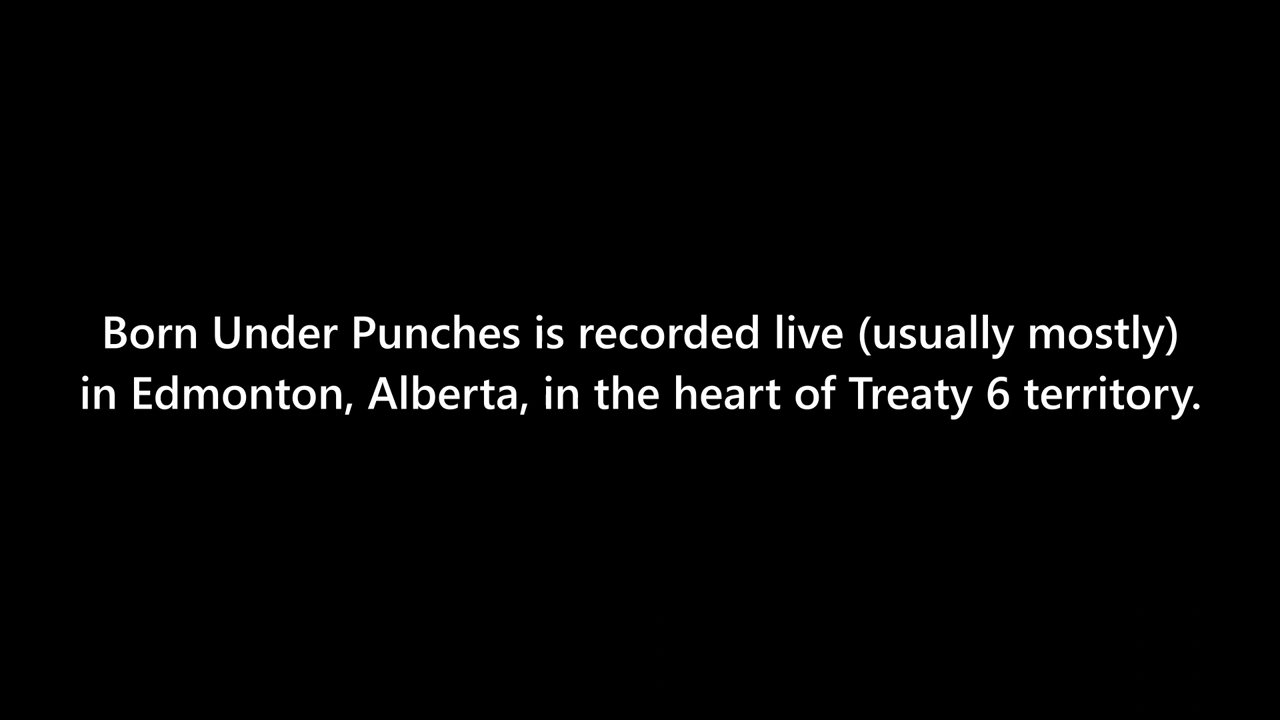 Born Under Punches is recorded live (usually mostly)
in Edmonton, Alberta, in the heart of Treaty 6 territory.